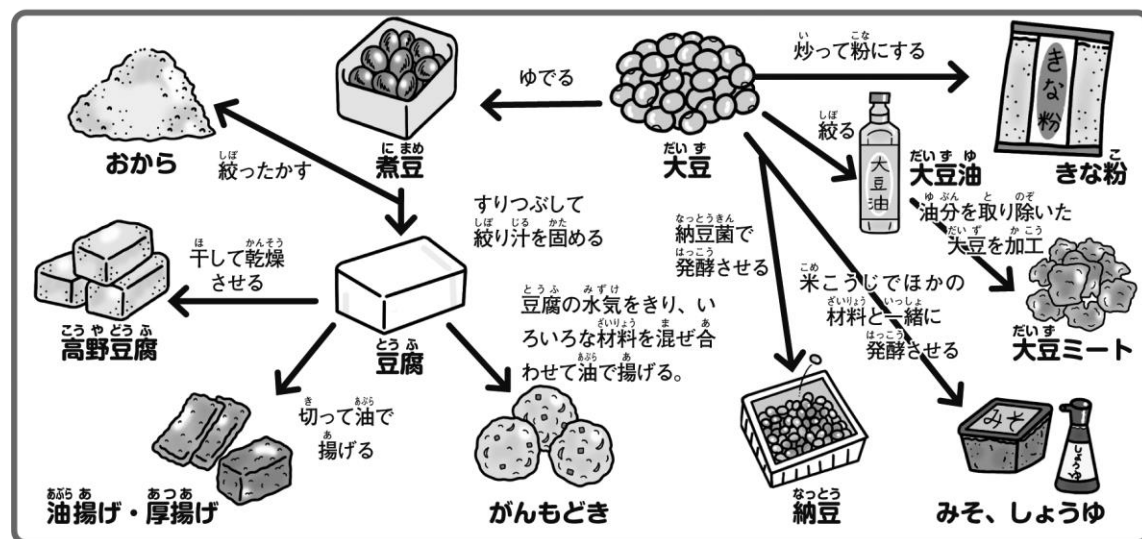 炒って粉にする
きな粉
きな粉
ゆでる
大豆
煮豆
おから
絞ったかす
絞る
大豆油
大豆油
油分を取り除いた
大豆を加工
大豆ミート
すりつぶして
絞り汁を固める
納豆菌で
発酵させる
米こうじでほかの
材料と一緒に
発酵させる
干して乾燥
させる
高野豆腐
豆腐
豆腐の水気をきり、い
ろいろな材料を混ぜ合
わせて油で揚げる。
切って油で
揚げる
油揚げ・厚揚げ
がんもどき
納豆
みそ
しょうゆ
みそ、しょうゆ